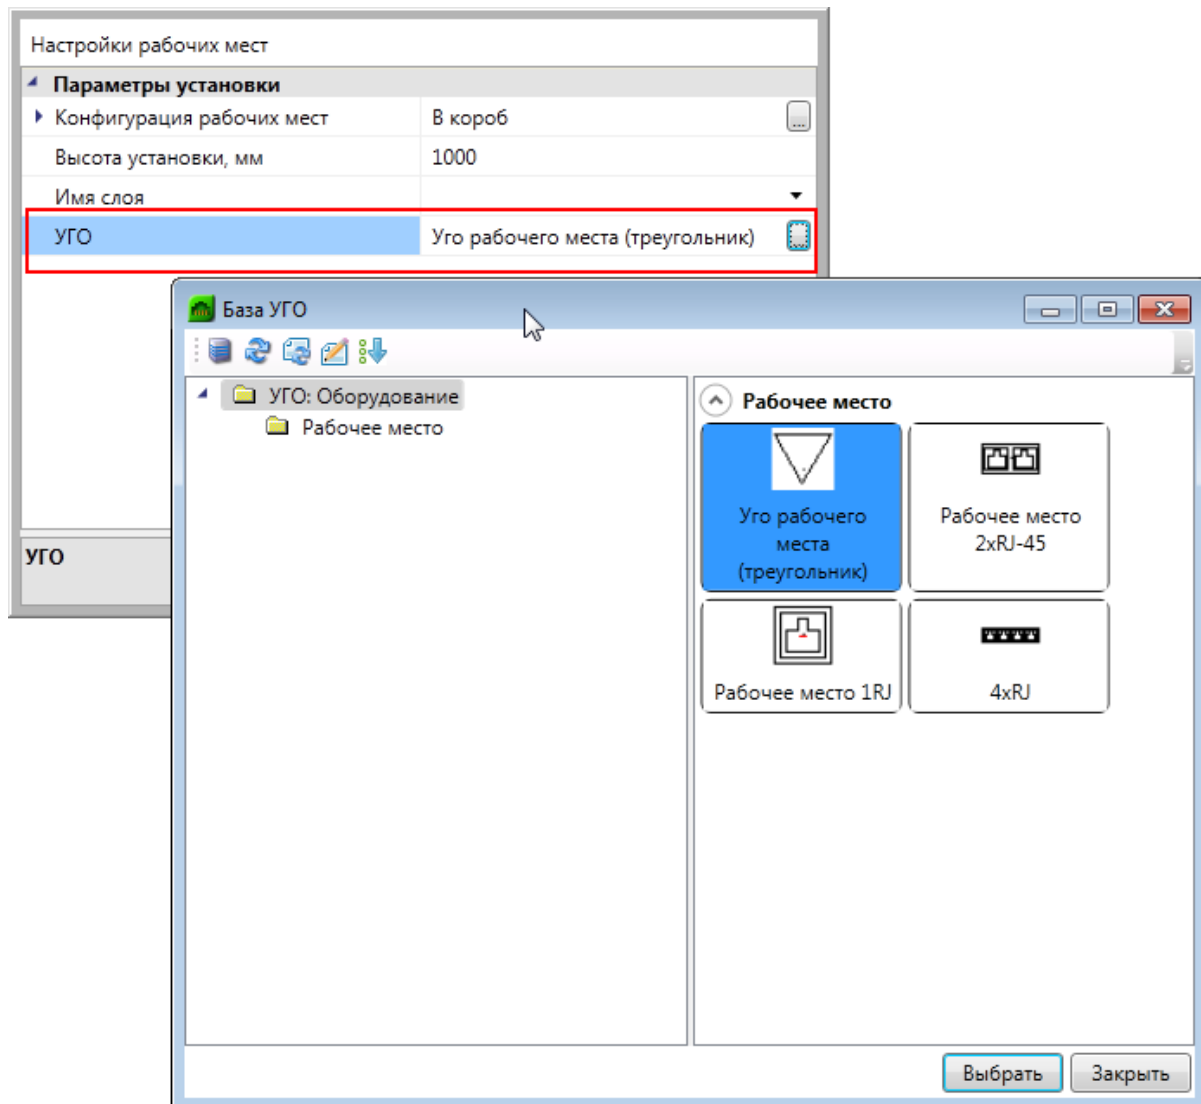 Настройки рабочих мест
Параметры установки
Конфигурация рабочих мест В короб ...
Высота установки, мм 1000
Имя слоя
УГО Уго рабочего места (треугольник) ...
База УГО
УГО: Оборудование
Рабочее место
Рабочее место
Уго рабочего
места
(треугольник)
Рабочее место
2xRJ-45
Рабочее место 1RJ
4xRJ
УГО
Выбрать Закрыть